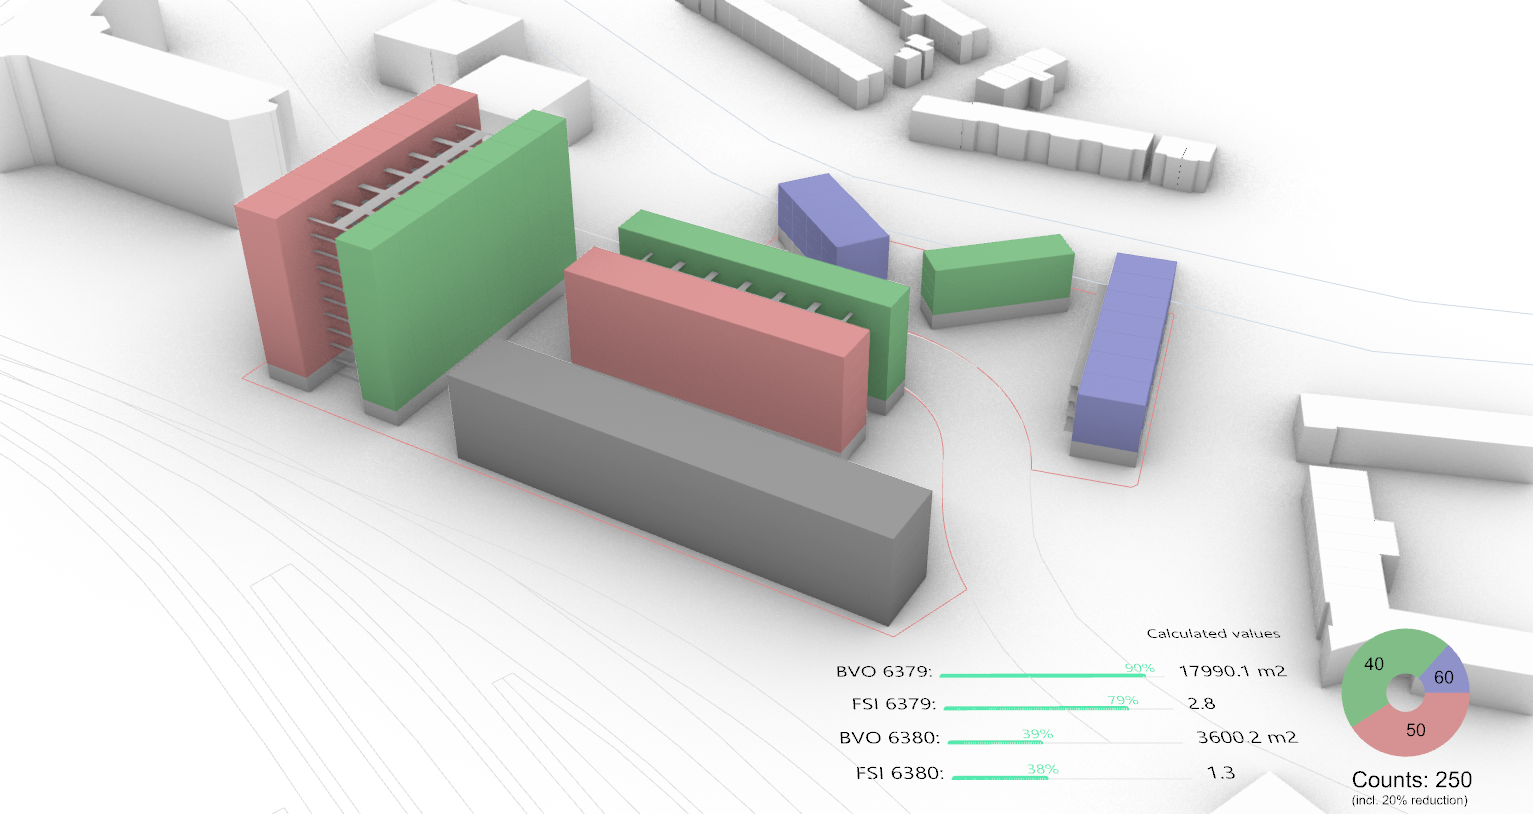 Calculated values
BVO 6379: 90% 17990.1 m2
FSI 6379: 79% 2.8
BVO 6380: 39% 3600.2 m2
FSI 6380: 38% 1.3
40
60
50
Counts: 250
(incl. 20% reduction)